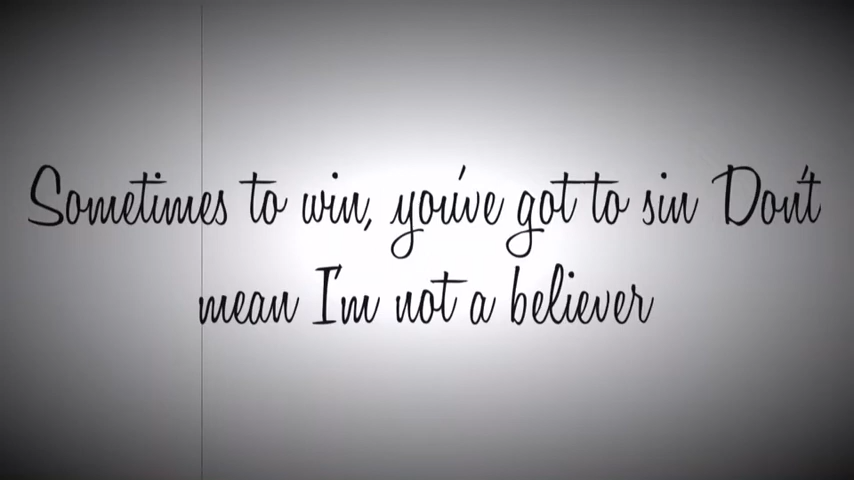 Sometimes to win, you've got to sin Don't
mean I'm not a believer